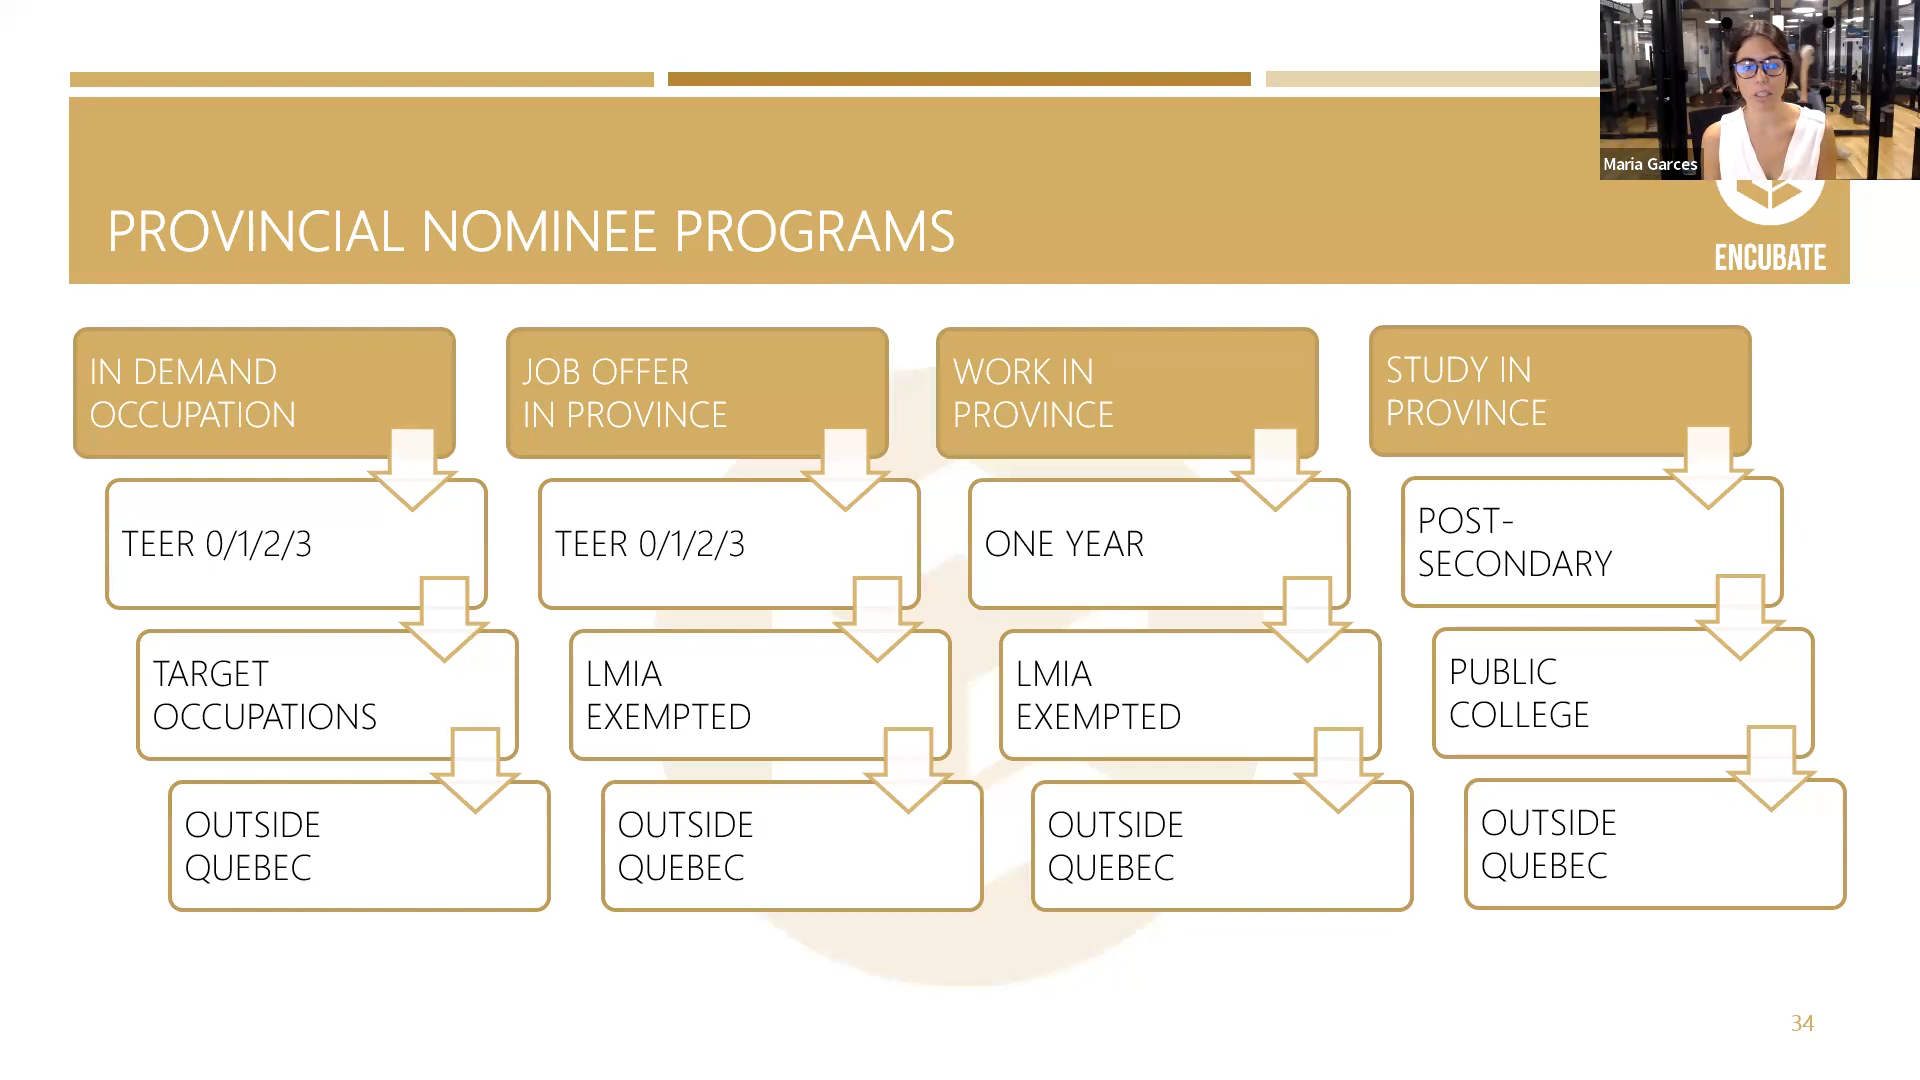 Maria Garces
PROVINCIAL NOMINEE PROGRAMS
ENCUBATE
IN DEMAND
OCCUPATION
TEER 0/1/2/3
TARGET
OCCUPATIONS
OUTSIDE
QUEBEC
JOB OFFER
IN PROVINCE
TEER 0/1/2/3
LMIA
EXEMPTED
OUTSIDE
QUEBEC
WORK IN
PROVINCE
ONE YEAR
LMIA
EXEMPTED
OUTSIDE
QUEBEC
STUDY IN
PROVINCE
POST-
SECONDARY
PUBLIC
COLLEGE
OUTSIDE
QUEBEC
34